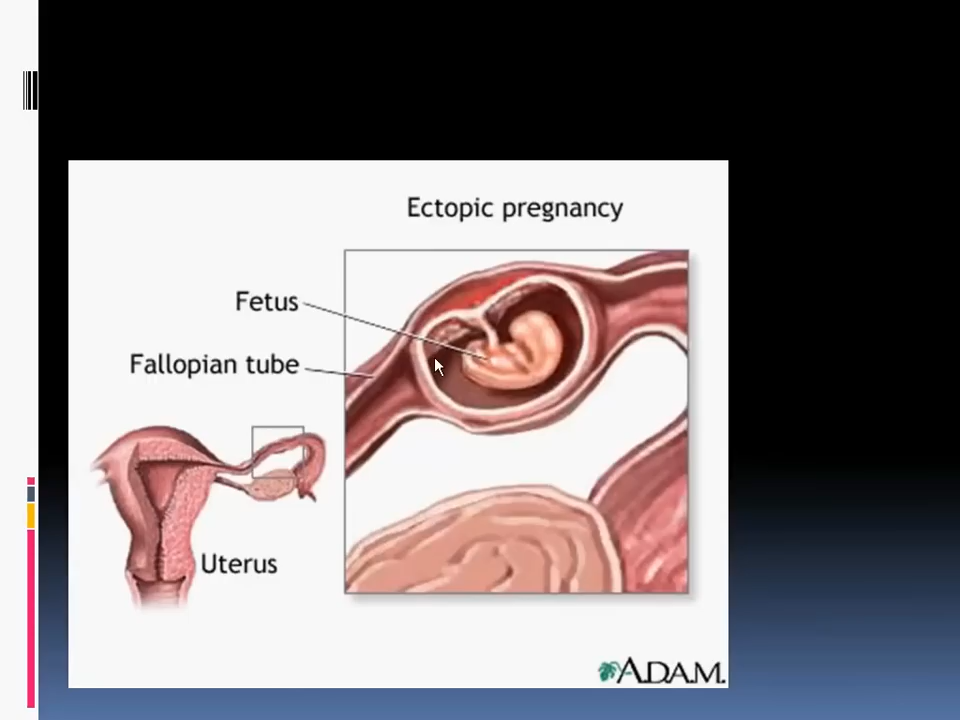 Ectopic pregnancy
Fetus
Fallopian tube
Uterus
A.D.A.M.